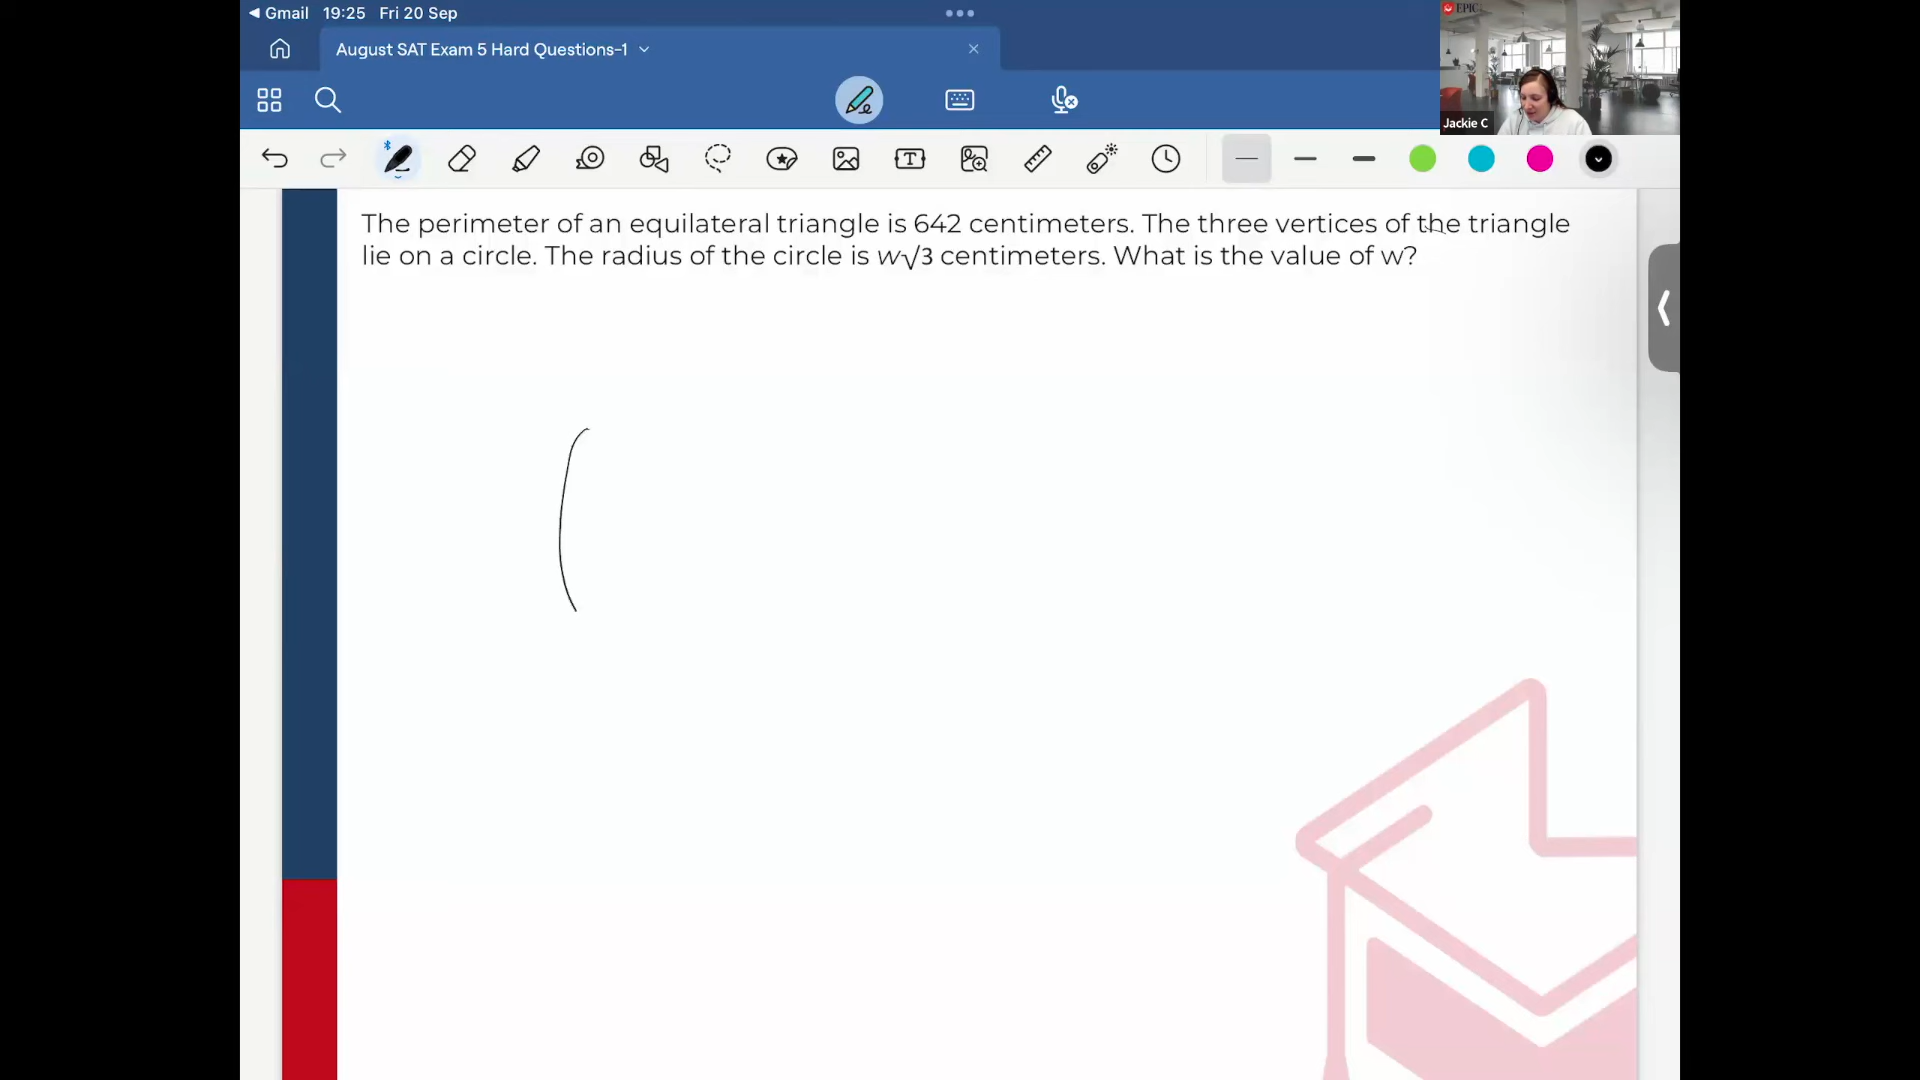 Gmail 19:25 Fri 20 Sep
EPIC
August SAT Exam 5 Hard Questions-1
Jackie C
The perimeter of an equilateral triangle is 642 centimeters. The three vertices of the triangle
lie on a circle. The radius of the circle is w√3 centimeters. What is the value of w?